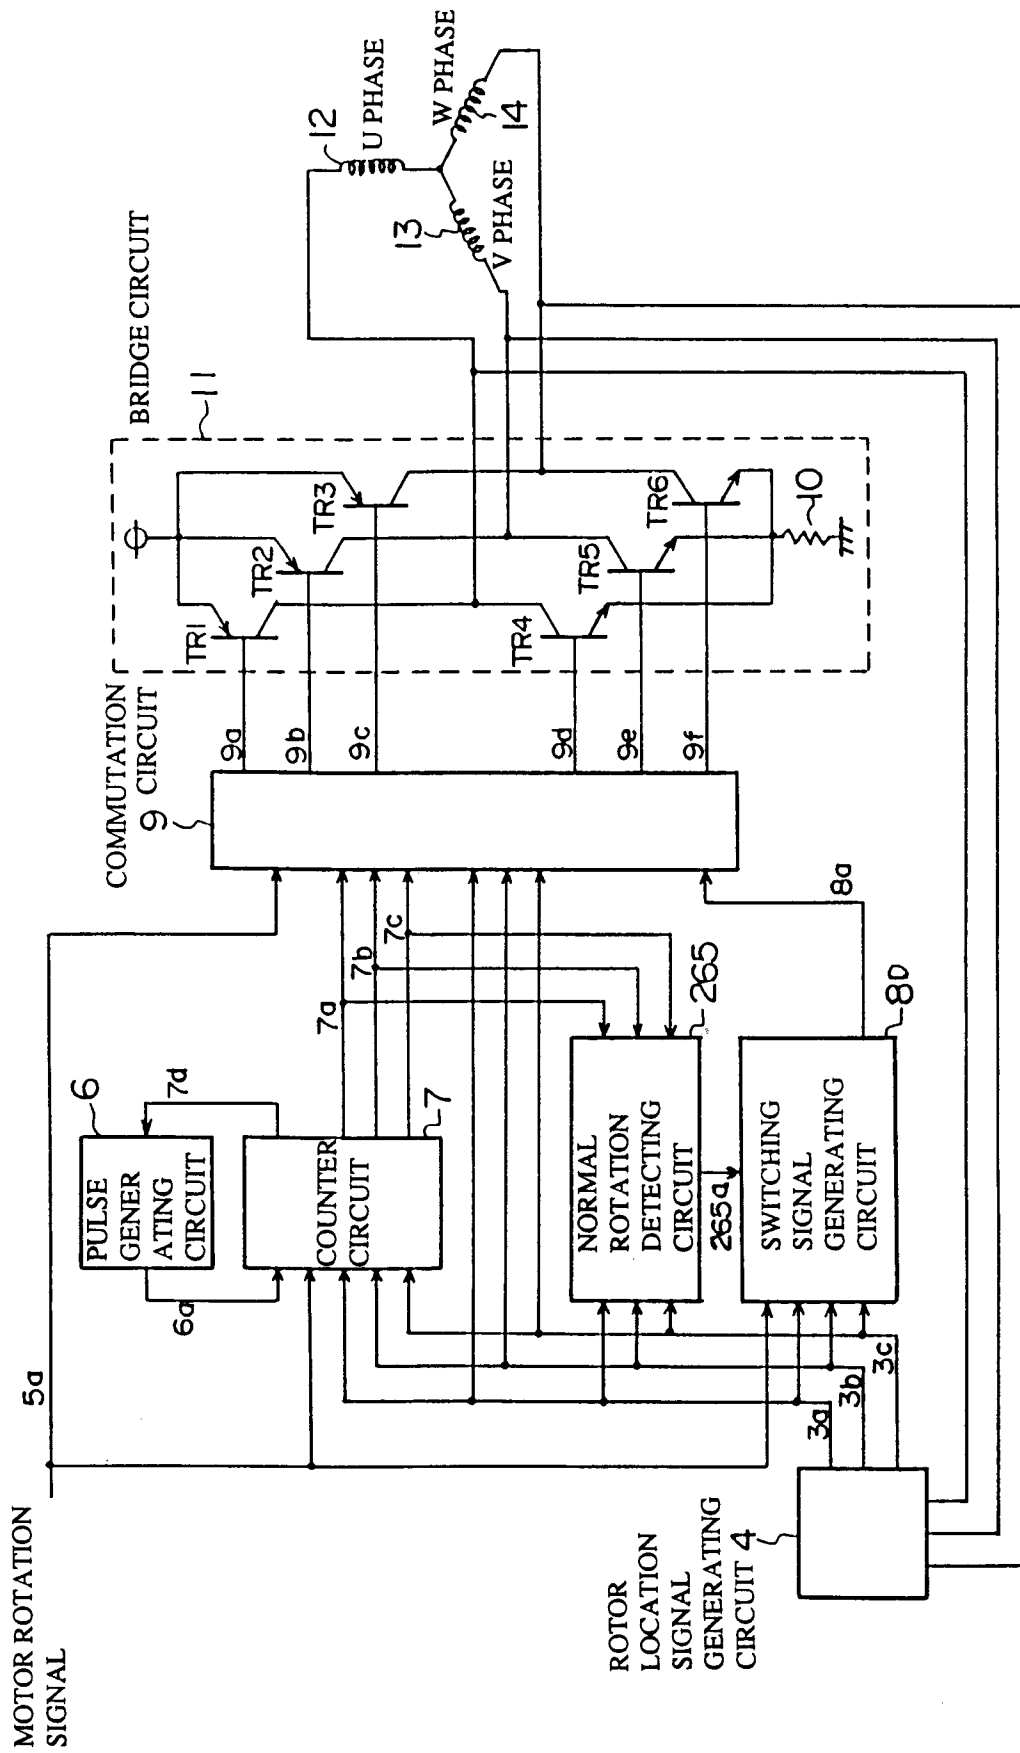 MOTOR ROTATION
SIGNAL
5a
PULSE
GENER
ATING
CIRCUIT
6
7d
6a
COUNTER
CIRCUIT
7
7a
7b
7c
COMMUTATION
CIRCUIT
9
9a
9b
9c
9d
9e
9f
BRIDGE CIRCUIT
11
TR1
TR2
TR3
TR4
TR5
TR6
10
12
U PHASE
13
V PHASE
W PHASE
14
NORMAL
ROTATION
DETECTING
CIRCUIT
265
265a
SWITCHING
SIGNAL
GENERATING
CIRCUIT
8D
8a
3a
3b
3c
ROTOR
LOCATION
SIGNAL
GENERATING
CIRCUIT 4